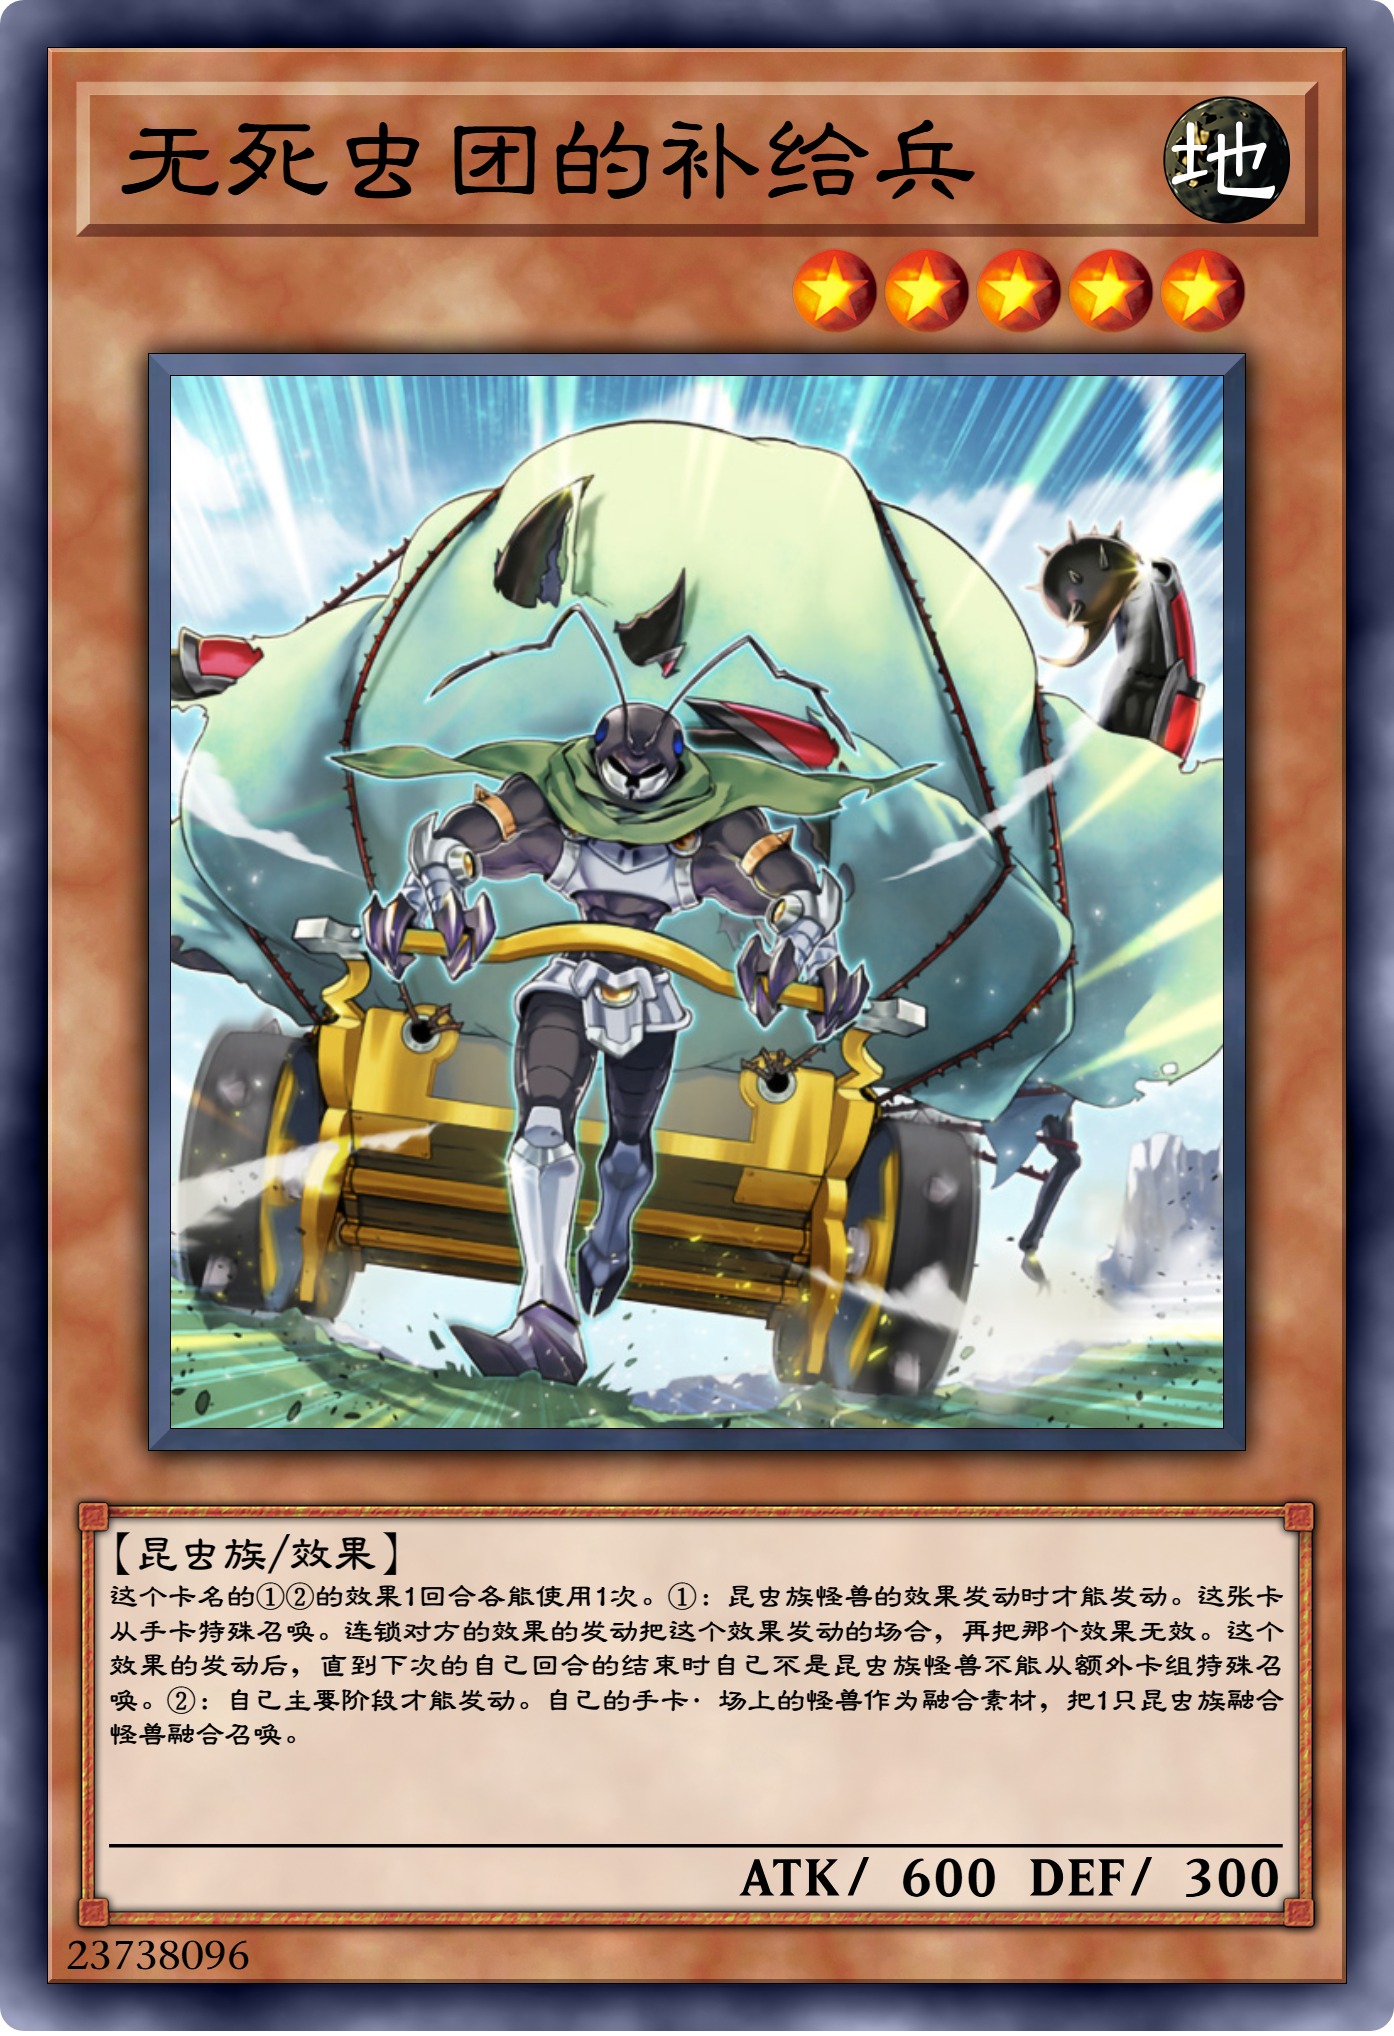 无死虫团的补给兵
地
【昆虫族/效果】
这个卡名的①②的效果1回合各能使用1次。①：昆虫族怪兽的效果发动时才能发动。这张卡
从手卡特殊召唤。连锁对方的效果的发动把这个效果发动的场合，再把那个效果无效。这个
效果的发动后，直到下次的自己回合的结束时自己不是昆虫族怪兽不能从额外卡组特殊召
唤。②：自己主要阶段才能发动。自己的手卡·场上的怪兽作为融合素材，把1只昆虫族融合
怪兽融合召唤。
ATK/ 600 DEF/ 300
23738096